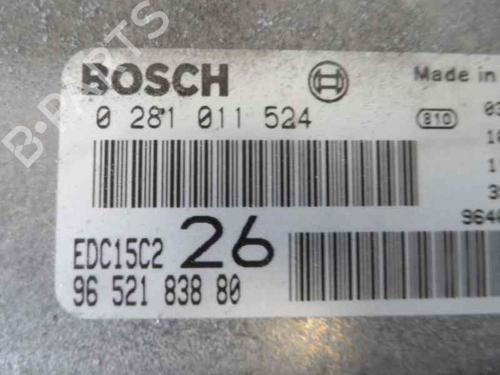 B-PARTS
BOSCH
Made in
0 281 011 524
810
EDC15C2 26
96 521 838 80